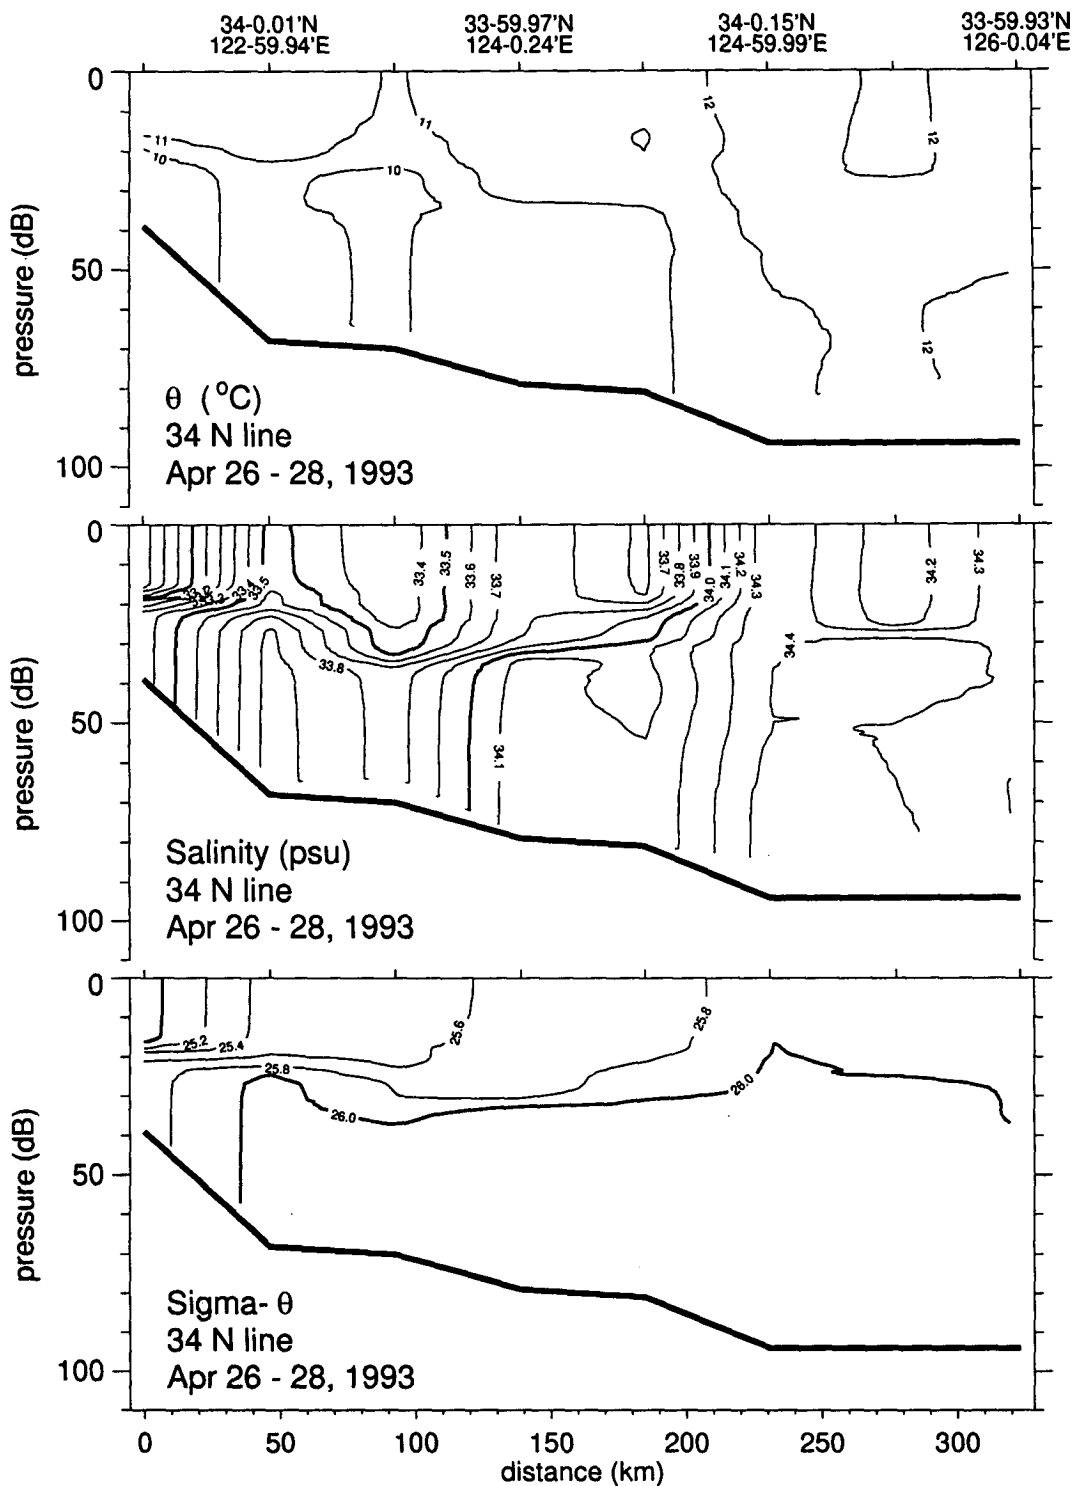 34-0.01'N 33-59.97'N 34-0.15'N 33-59.93'N
122-59.94'E 124-0.24'E 124-59.99'E 126-0.04'E
0
50
100
pressure (dB)
11
10
11
10
12
12
12
θ (°C)
34 N line
Apr 26 - 28, 1993
0
50
100
pressure (dB)
33.4
33.5
33.8
33.4
33.5
33.6
33.7
34.1
33.7
33.8
33.9
34.0
34.1
34.2
34.3
34.4
34.2
34.3
Salinity (psu)
34 N line
Apr 26 - 28, 1993
0
50
100
pressure (dB)
25.2
25.4
25.8
26.0
25.6
25.8
26.0
Sigma- θ
34 N line
Apr 26 - 28, 1993
0 50 100 150 200 250 300
distance (km)